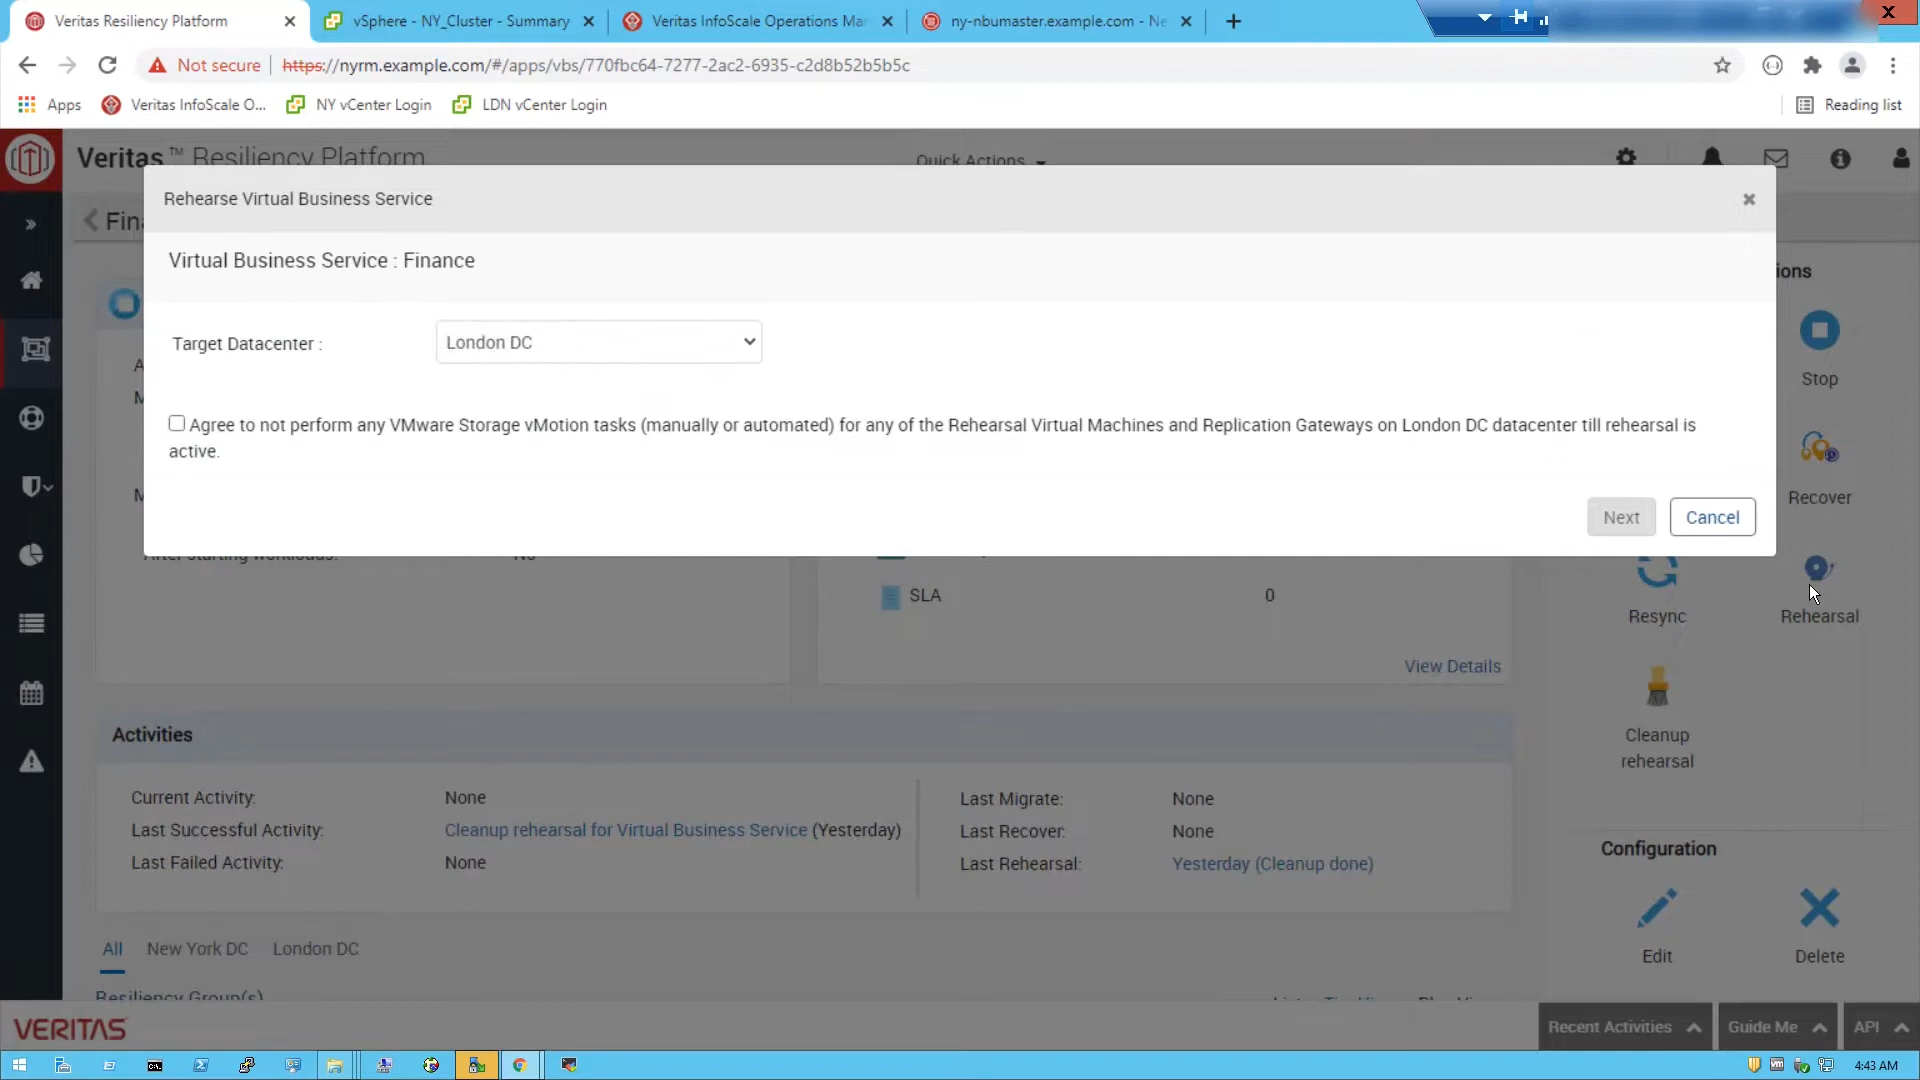 Veritas Resiliency Platform
vSphere - NY_Cluster - Summary
Veritas InfoScale Operations Ma
ny-nbumaster.example.com - Ne
Not secure
https://nyrm.example.com/#/apps/vbs/770fbc64-7277-2ac2-6935-c2d8b52b5b5c
Apps
Veritas InfoScale O...
NY vCenter Login
LDN vCenter Login
Reading list
Veritas ™ Resiliency Platform
Quick Actions
Rehearse Virtual Business Service
Fin
Virtual Business Service : Finance
ions
Target Datacenter :
London DC
Stop
Agree to not perform any VMware Storage vMotion tasks (manually or automated) for any of the Rehearsal Virtual Machines and Replication Gateways on London DC datacenter till rehearsal is
active.
Recover
Next
Cancel
After starting workloads:
No
SLA
0
Resync
Rehearsal
View Details
Cleanup
rehearsal
Activities
Current Activity:
None
Last Successful Activity:
Cleanup rehearsal for Virtual Business Service (Yesterday)
Last Failed Activity:
None
Last Migrate:
None
Last Recover:
None
Last Rehearsal:
Yesterday (Cleanup done)
Configuration
Edit
Delete
All
New York DC
London DC
Resiliency Group(s)
VERITAS
Recent Activities
Guide Me
API
4:43 AM